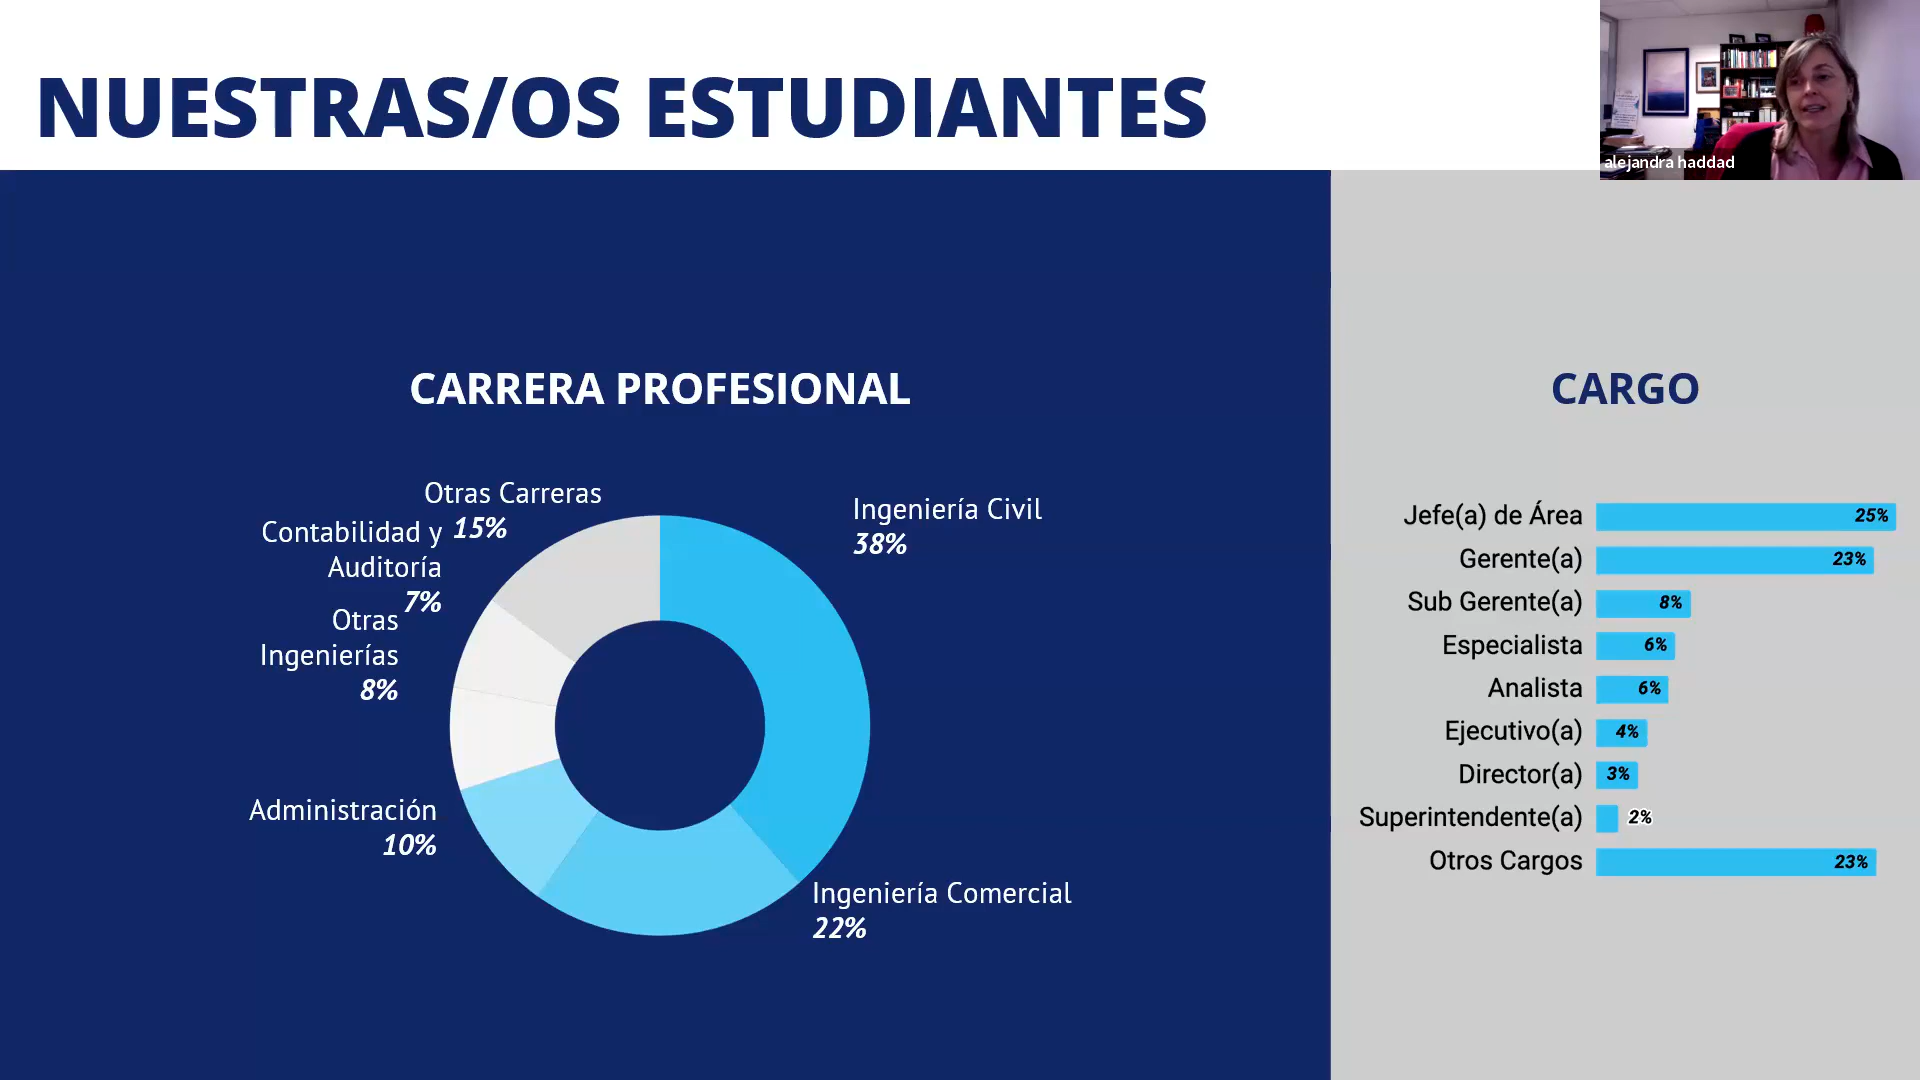 NUESTRAS/OS ESTUDIANTES
alejandra haddad
CARRERA PROFESIONAL
Otras Carreras
15%
Contabilidad y
Auditoría
7%
Otras
Ingenierías
8%
Administración
10%
Ingeniería Civil
38%
Ingeniería Comercial
22%
CARGO
Jefe(a) de Área 25%
Gerente(a) 23%
Sub Gerente(a) 8%
Especialista 6%
Analista 6%
Ejecutivo(a) 4%
Director(a) 3%
Superintendente(a) 2%
Otros Cargos 23%